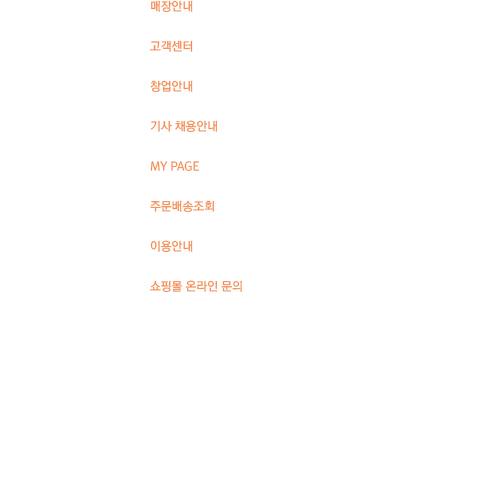 매장안내
고객센터
창업안내
기사 채용안내
MY PAGE
주문배송조회
이용안내
쇼핑몰 온라인 문의